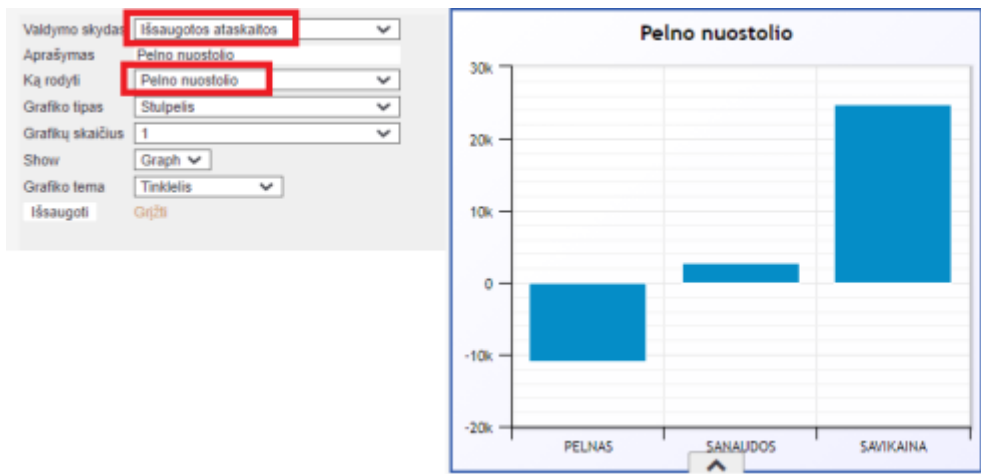 Valdymo skydas Išsaugotos ataskaitos
Aprašymas Pelno nuostolio
Ką rodyti Pelno nuostolio
Grafiko tipas Stulpelis
Grafikų skaičius 1
Show Graph
Grafiko tema Tinklelis
Išsaugoti Grįžti
Pelno nuostolio
30k
20k
10k
0
-10k
-20k
PELNAS SANAUDOS SAVIKAINA